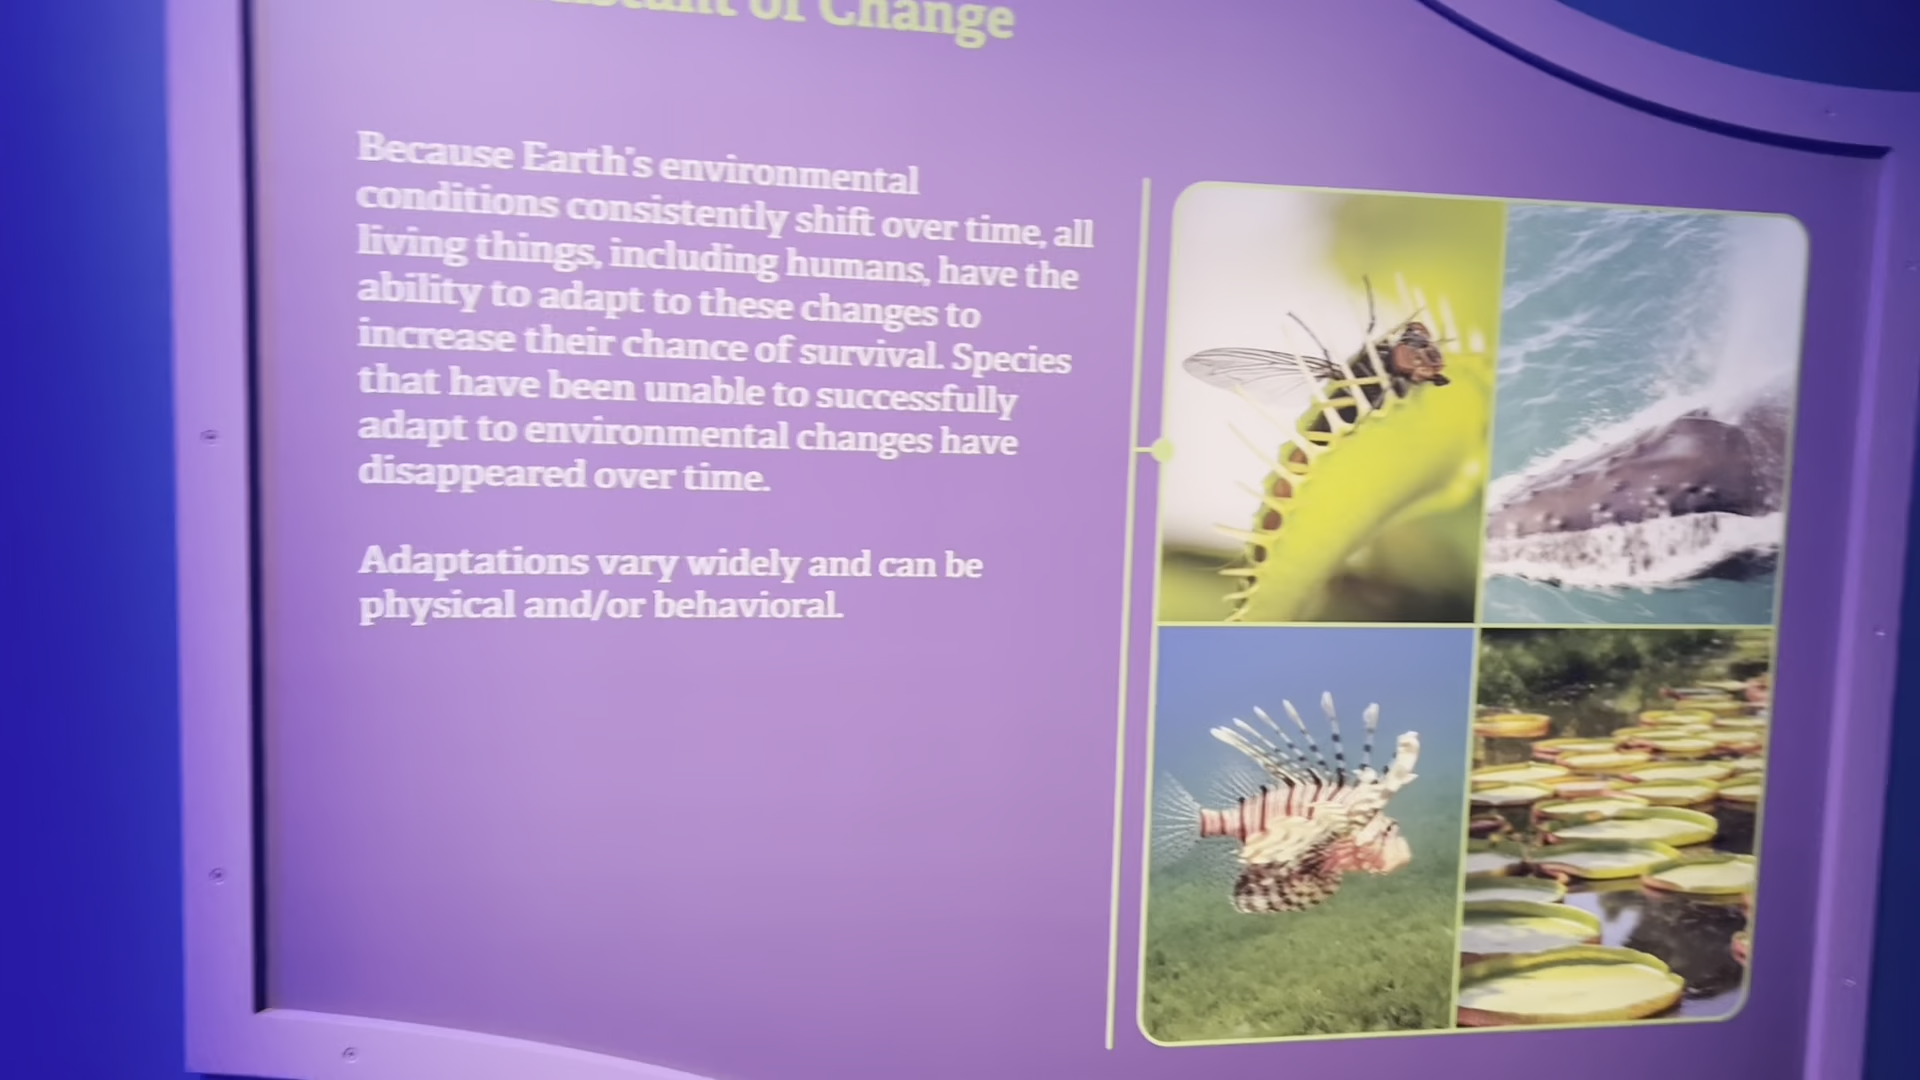 of Change
Because Earth's environmental
conditions consistently shift over time, all
living things, including humans, have the
ability to adapt to these changes to
increase their chance of survival. Species
that have been unable to successfully
adapt to environmental changes have
disappeared over time.
Adaptations vary widely and can be
physical and/or behavioral.